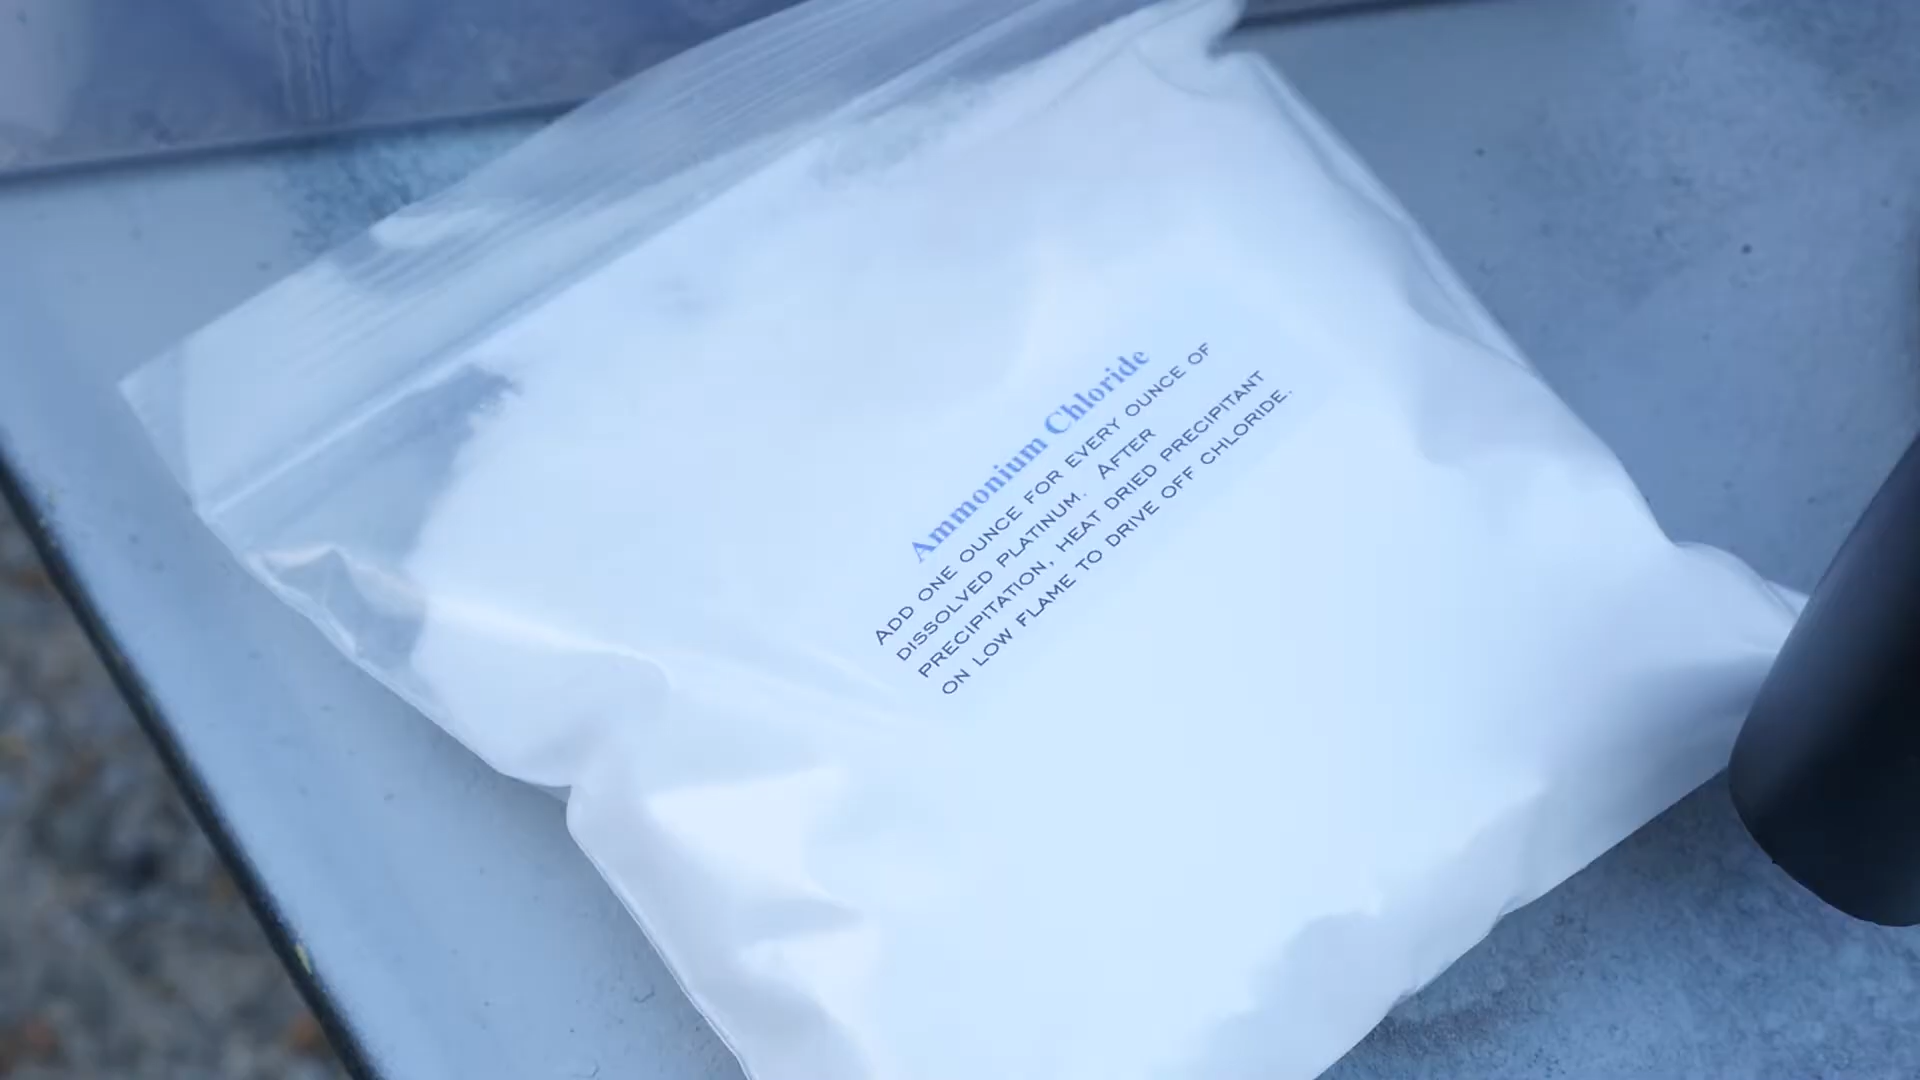 Ammonium Chloride
ADD ONE OUNCE FOR EVERY OUNCE OF
DISSOLVED PLATINUM. AFTER
PRECIPITATION, HEAT DRIED PRECIPITANT
ON LOW FLAME TO DRIVE OFF CHLORIDE.